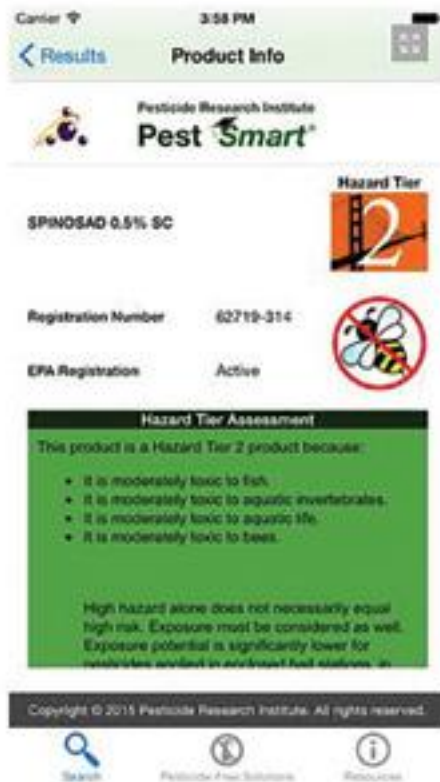 Carrier 3:58 PM
Results Product Info
Pesticide Research Institute
Pest Smart®
Hazard Tier
2
SPINOSAD 0.5% SC
Registration Number 62719-314
EPA Registration Active
Hazard Tier Assessment
This product is a Hazard Tier 2 product because:
• It is moderately toxic to fish.
• It is moderately toxic to aquatic invertebrates.
• It is moderately toxic to aquatic life.
• It is moderately toxic to bees.
High hazard alone does not necessarily equal
high risk. Exposure must be considered as well.
Exposure potential is significantly lower for
pesticides applied in enclosed bait stations, in
Copyright © 2015 Pesticide Research Institute. All rights reserved.
Search Pesticide-Free Solutions Resources